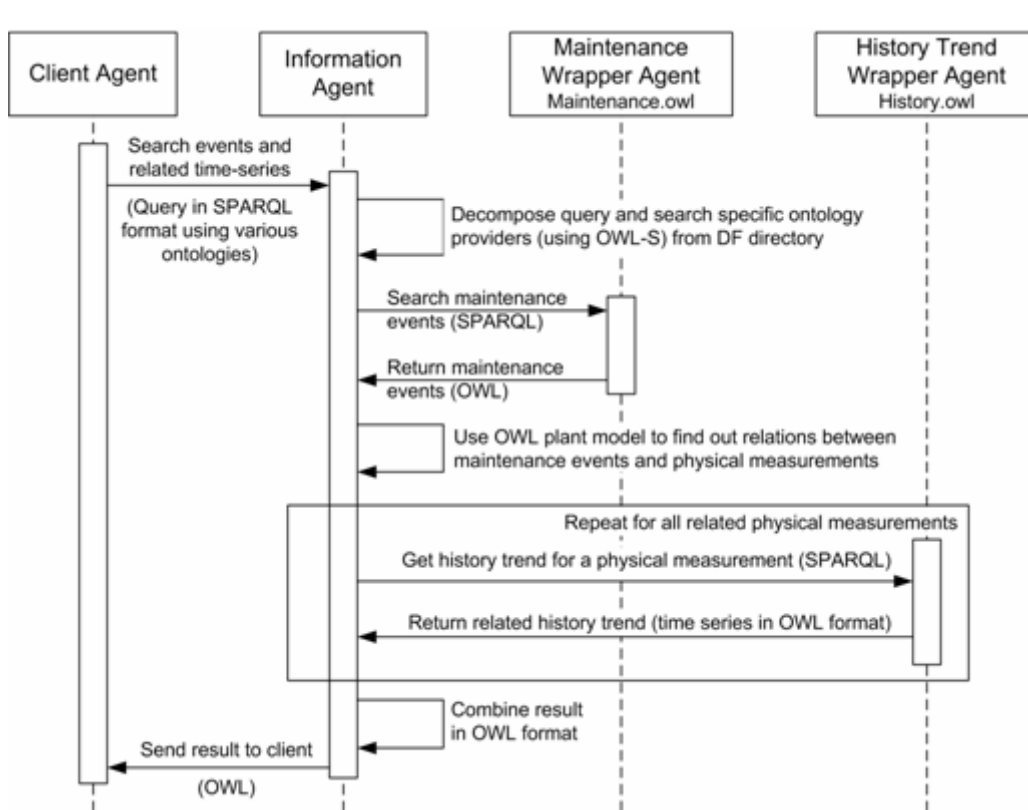 Client Agent
Information
Agent
Maintenance
Wrapper Agent
Maintenance.owl
History Trend
Wrapper Agent
History.owl
Search events and
related time-series
(Query in SPARQL
format using various
ontologies)
Decompose query and search specific ontology
providers (using OWL-S) from DF directory
Search maintenance
events (SPARQL)
Return maintenance
events (OWL)
Use OWL plant model to find out relations between
maintenance events and physical measurements
Repeat for all related physical measurements
Get history trend for a physical measurement (SPARQL)
Return related history trend (time series in OWL format)
Combine result
in OWL format
Send result to client
(OWL)